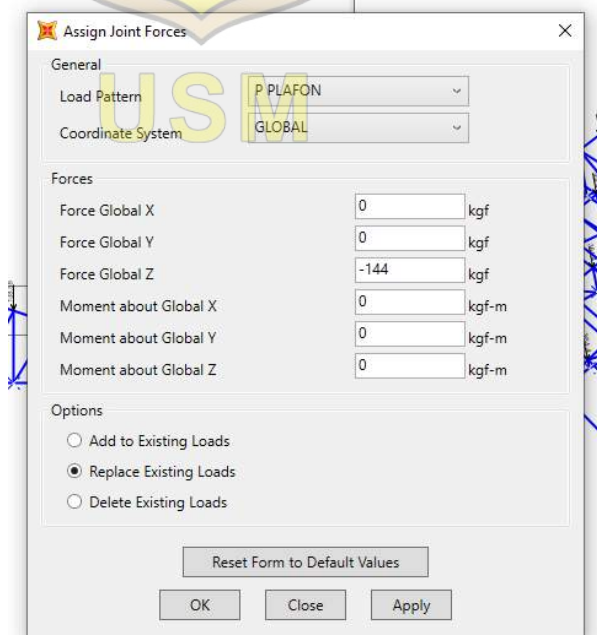 Assign Joint Forces
General
Load Pattern P PLAFON
Coordinate System GLOBAL
USM
Forces
Force Global X 0 kgf
Force Global Y 0 kgf
Force Global Z -144 kgf
Moment about Global X 0 kgf-m
Moment about Global Y 0 kgf-m
Moment about Global Z 0 kgf-m
Options
Add to Existing Loads
Replace Existing Loads
Delete Existing Loads
Reset Form to Default Values
OK Close Apply